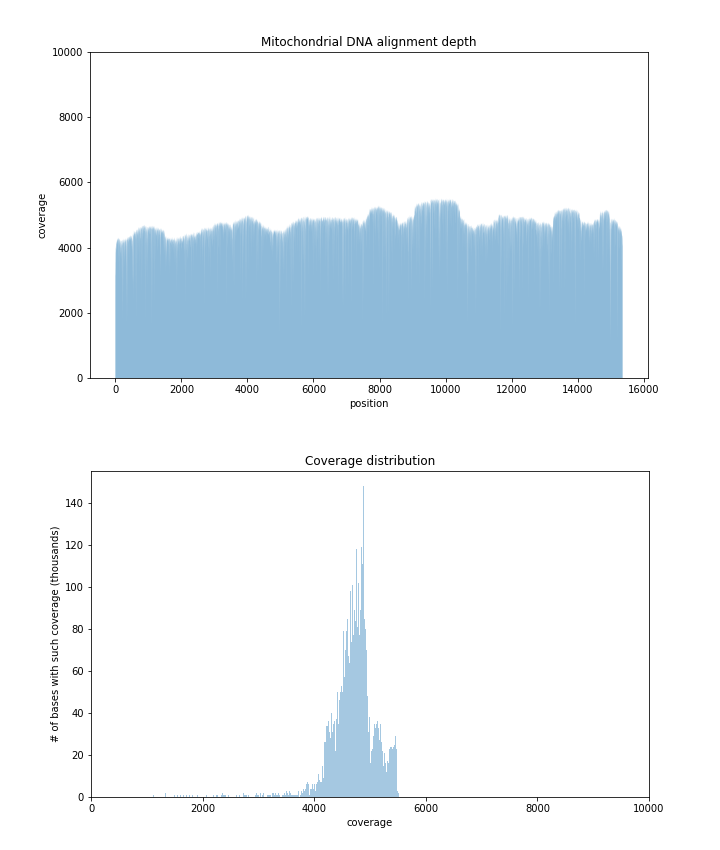 Mitochondrial DNA alignment depth
10000
8000
6000
4000
2000
0
coverage
0 2000 4000 6000 8000 10000 12000 14000 16000
position
Coverage distribution
140
120
100
80
60
40
20
0
# of bases with such coverage (thousands)
0 2000 4000 6000 8000 10000
coverage